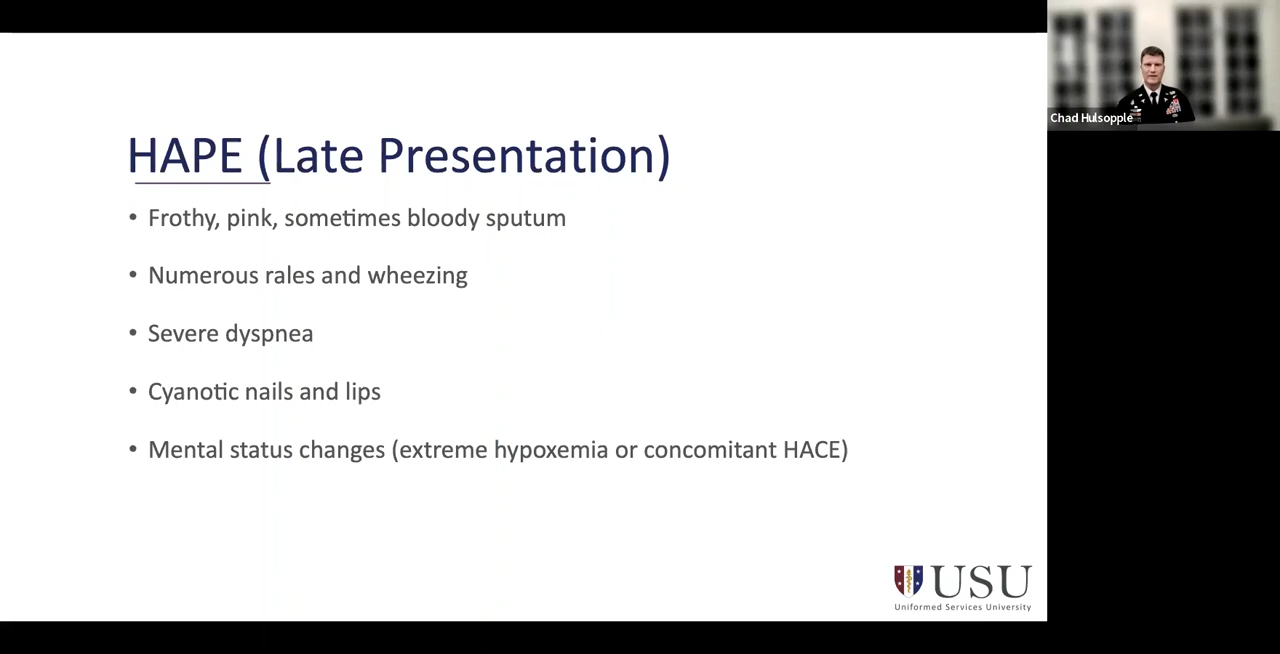 HAPE (Late Presentation)
• Frothy, pink, sometimes bloody sputum
• Numerous rales and wheezing
• Severe dyspnea
• Cyanotic nails and lips
• Mental status changes (extreme hypoxemia or concomitant HACE)
USU
Uniformed Services University
Chad Hulsopple